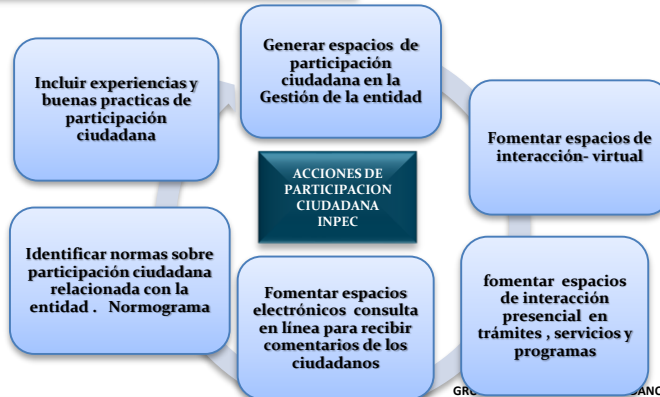 Generar espacios de
participación
ciudadana en la
Gestión de la entidad
Fomentar espacios de
interacción- virtual
fomentar espacios
de interacción
presencial en
trámites , servicios y
programas
Fomentar espacios
electrónicos consulta
en línea para recibir
comentarios de los
ciudadanos
Identificar normas sobre
participación ciudadana
relacionada con la
entidad . Normograma
Incluir experiencias y
buenas practicas de
participación
ciudadana
ACCIONES DE
PARTICIPACION
CIUDADANA
INPEC